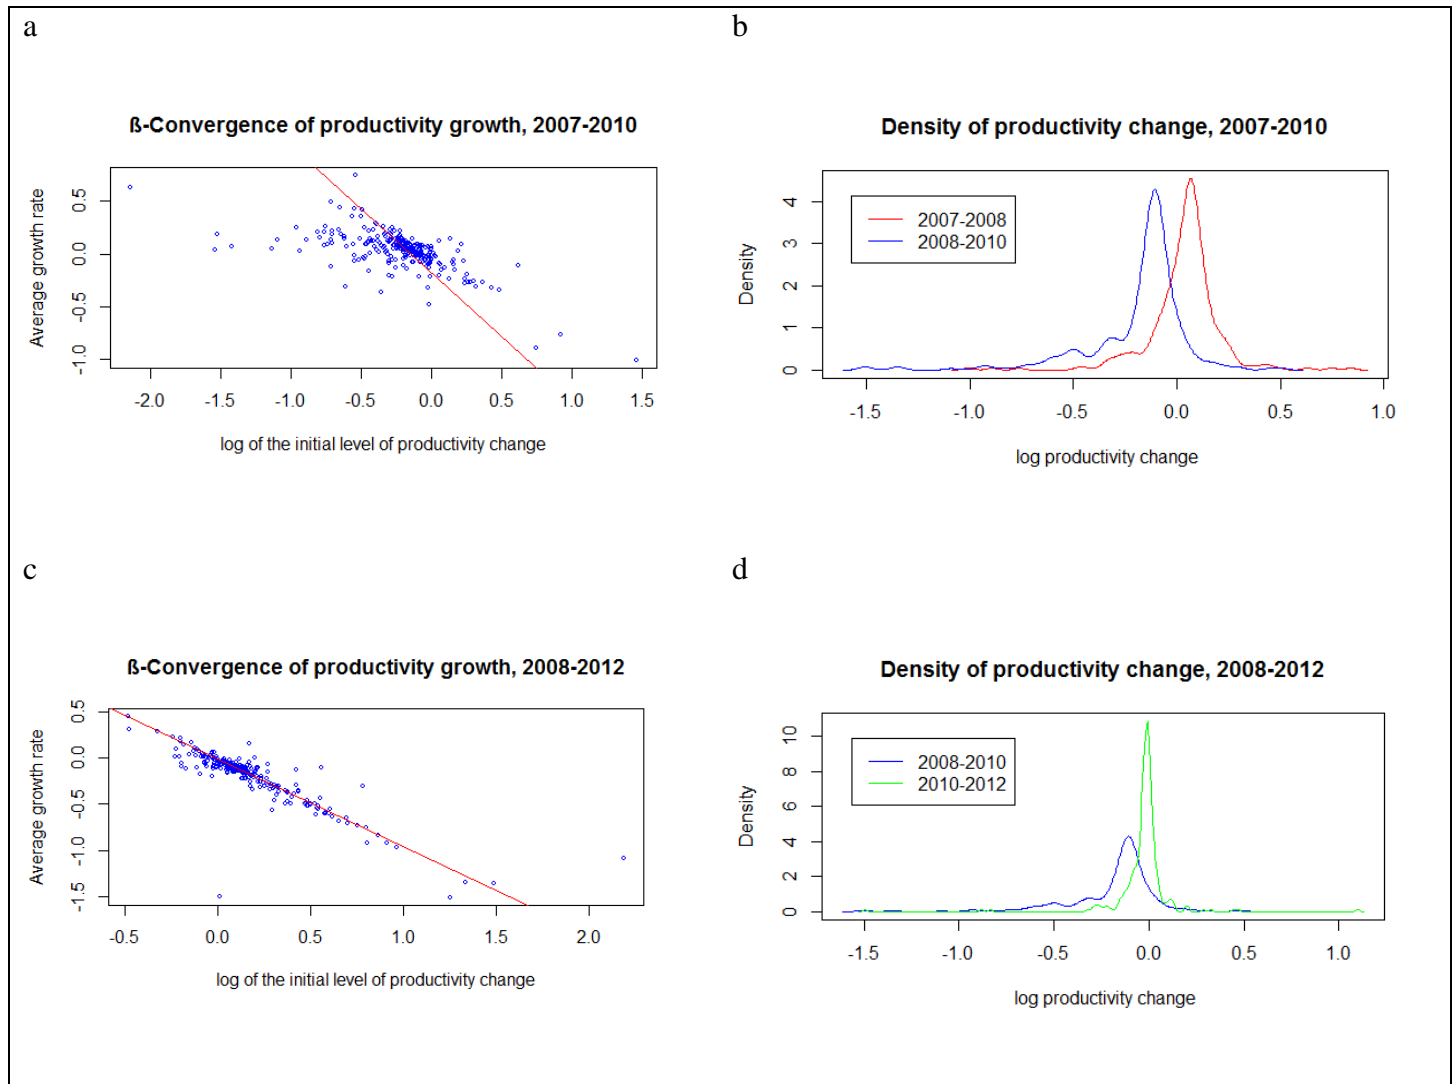 a
ß-Convergence of productivity growth, 2007-2010
Average growth rate
0.5
0.0
-0.5
-1.0
-2.0 -1.5 -1.0 -0.5 0.0 0.5 1.0 1.5
log of the initial level of productivity change
b
Density of productivity change, 2007-2010
Density
4
3
2
1
0
2007-2008
2008-2010
-1.5 -1.0 -0.5 0.0 0.5 1.0
log productivity change
c
ß-Convergence of productivity growth, 2008-2012
Average growth rate
0.5
0.0
-0.5
-1.0
-1.5
-0.5 0.0 0.5 1.0 1.5 2.0
log of the initial level of productivity change
d
Density of productivity change, 2008-2012
Density
10
8
6
4
2
0
2008-2010
2010-2012
-1.5 -1.0 -0.5 0.0 0.5 1.0
log productivity change